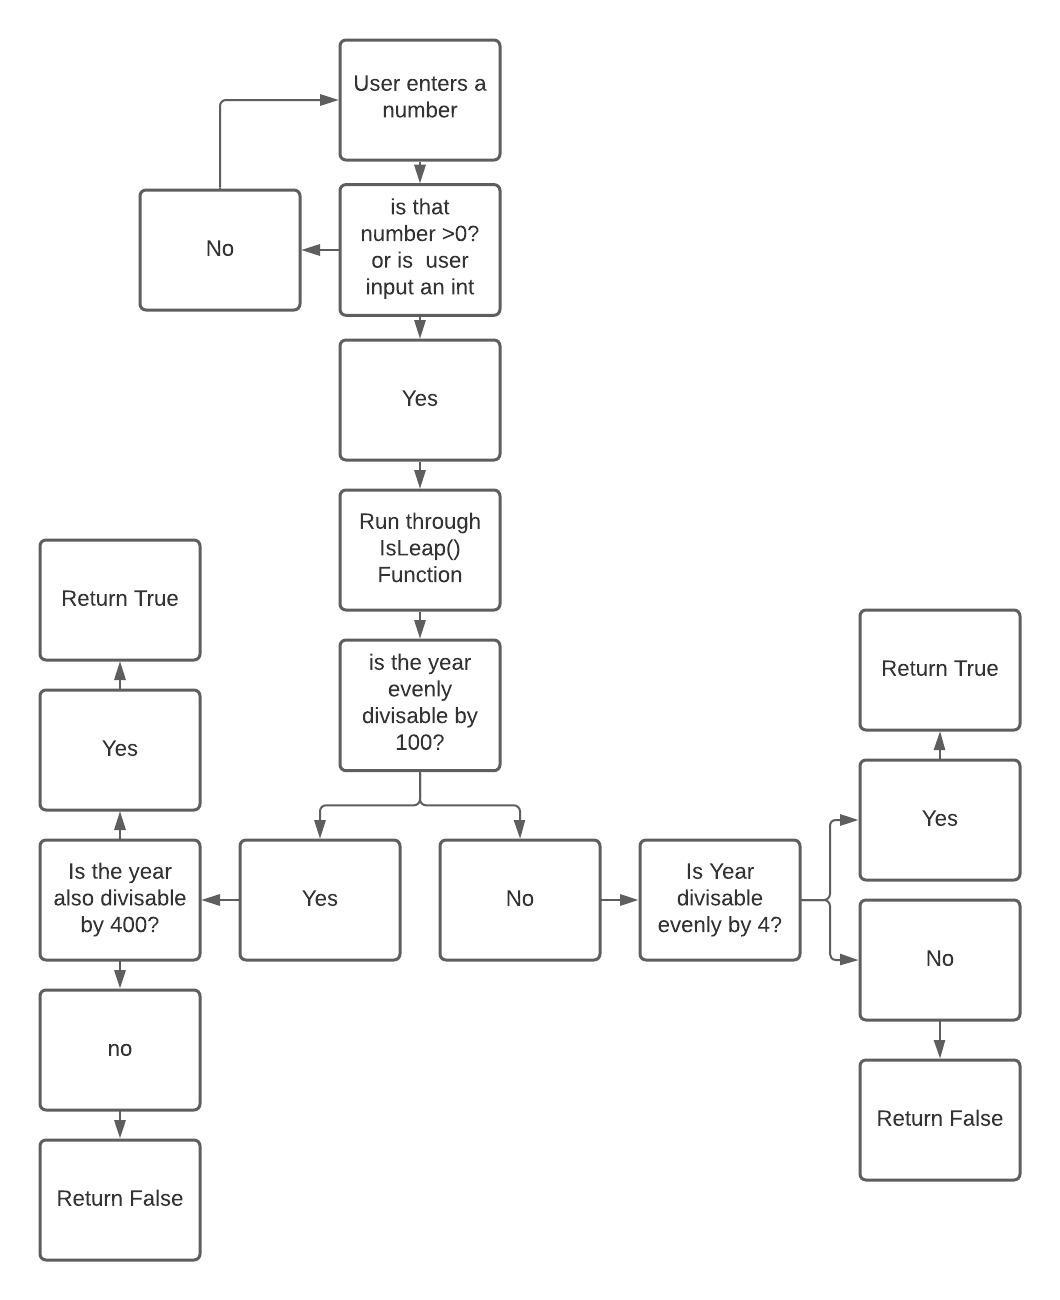 User enters a
number
is that
number >0?
or is  user
input an int
No
Yes
Run through
IsLeap()
Function
is the year
evenly
divisable by
100?
Yes
No
Is the year
also divisable
by 400?
Yes
Return True
no
Return False
Is Year
divisable
evenly by 4?
Yes
Return True
No
Return False